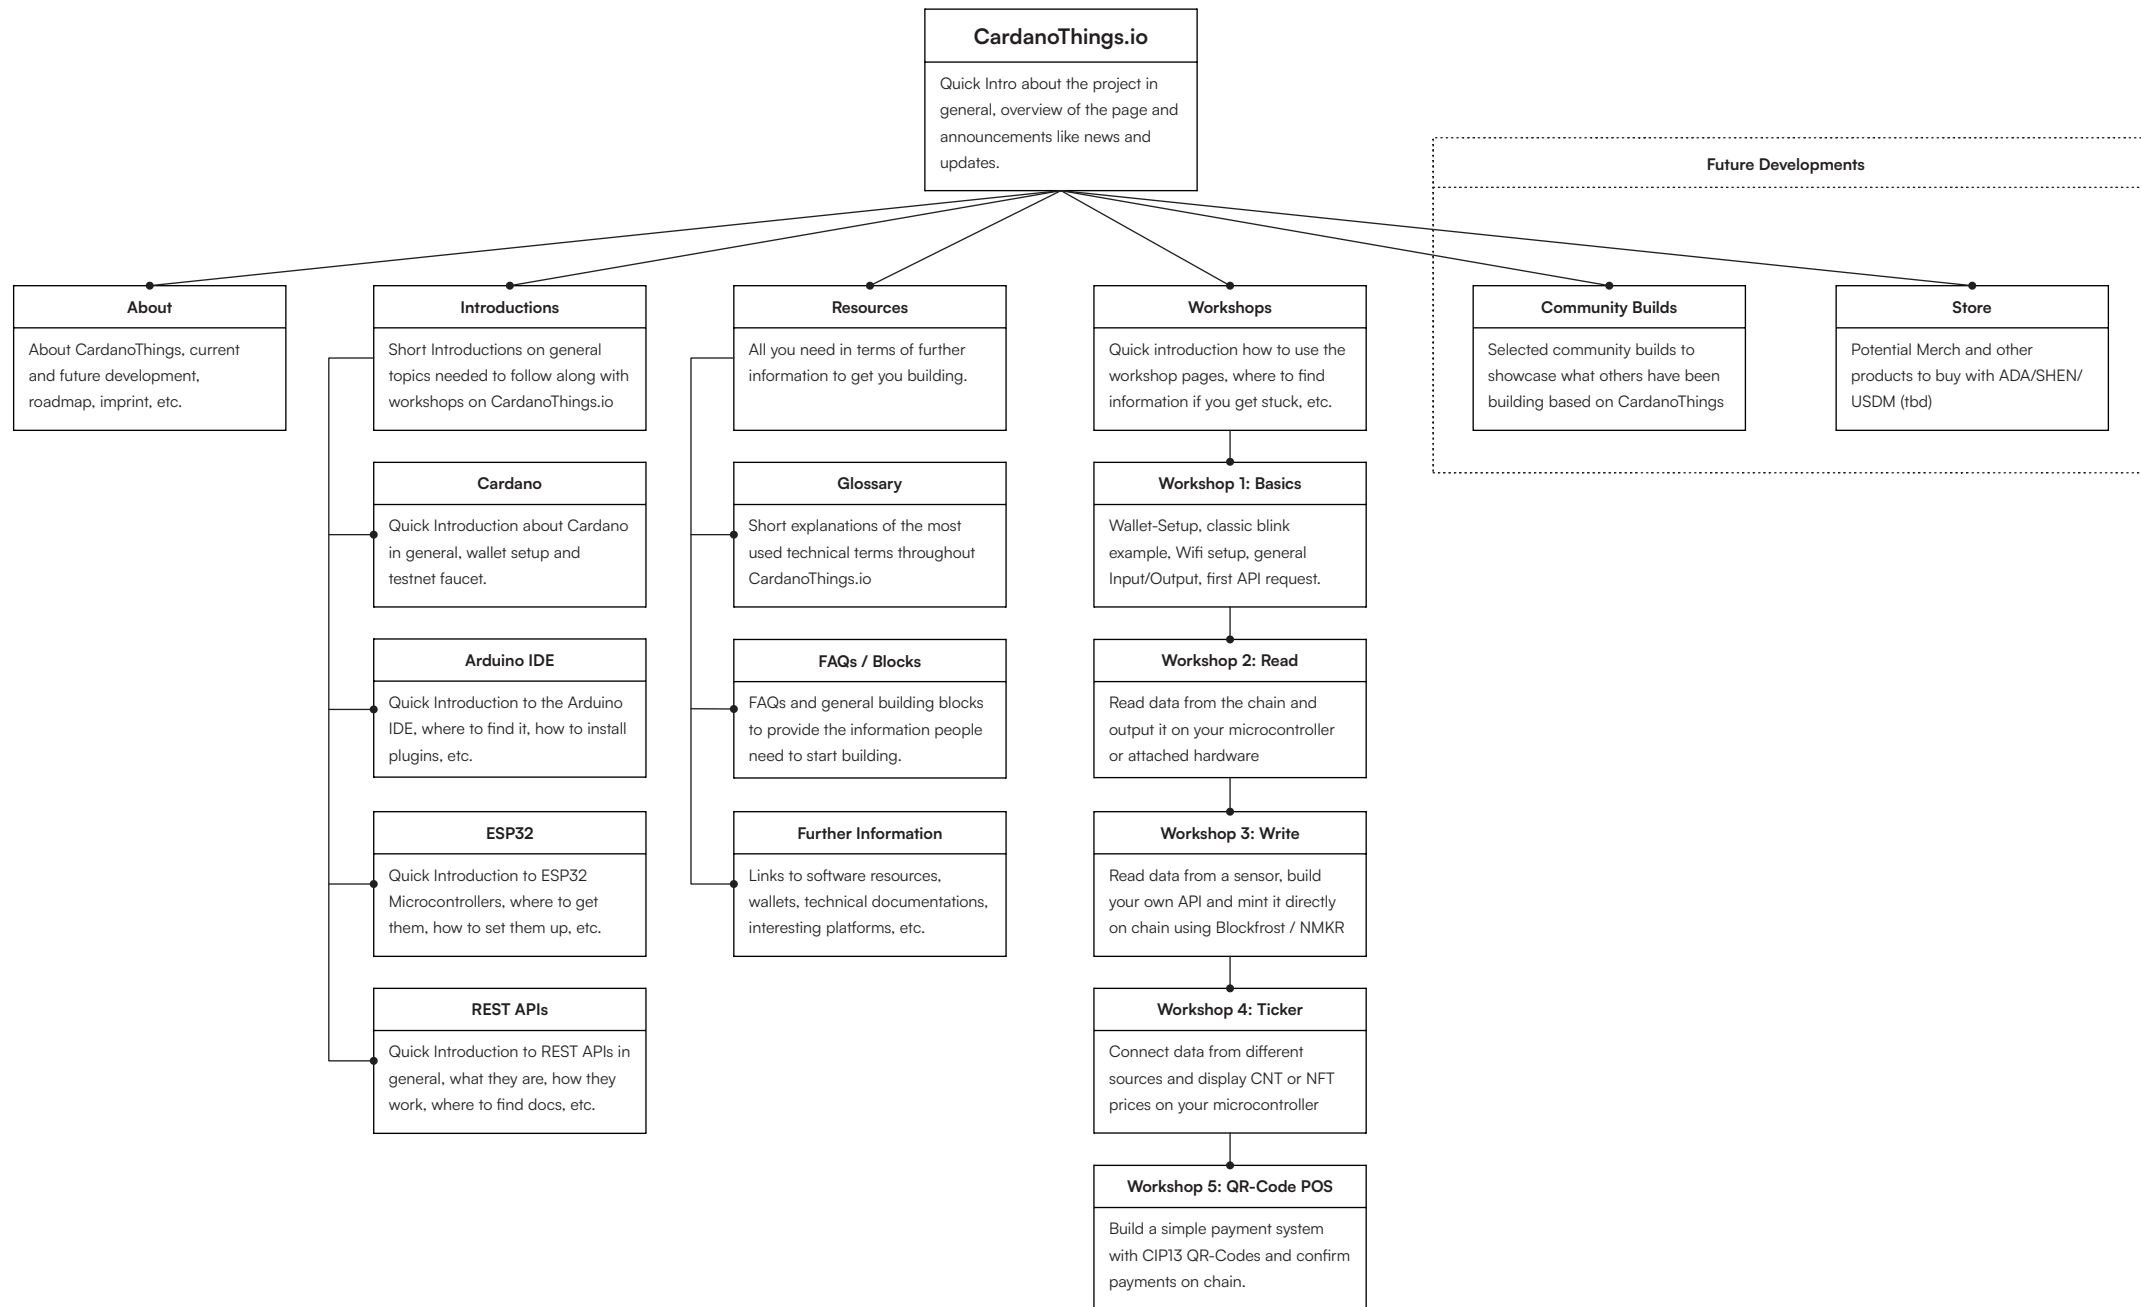 CardanoThings.io
Quick Intro about the project in
general, overview of the page and
announcements like news and
updates.
Future Developments
About
About CardanoThings, current
and future development,
roadmap, imprint, etc.
Introductions
Short Introductions on general
topics needed to follow along with
workshops on CardanoThings.io
Cardano
Quick Introduction about Cardano
in general, wallet setup and
testnet faucet.
Arduino IDE
Quick Introduction to the Arduino
IDE, where to find it, how to install
plugins, etc.
ESP32
Quick Introduction to ESP32
Microcontrollers, where to get
them, how to set them up, etc.
REST APIs
Quick Introduction to REST APIs in
general, what they are, how they
work, where to find docs, etc.
Resources
All you need in terms of further
information to get you building.
Glossary
Short explanations of the most
used technical terms throughout
CardanoThings.io
FAQs / Blocks
FAQs and general building blocks
to provide the information people
need to start building.
Further Information
Links to software resources,
wallets, technical documentations,
interesting platforms, etc.
Workshops
Quick introduction how to use the
workshop pages, where to find
information if you get stuck, etc.
Workshop 1: Basics
Wallet-Setup, classic blink
example, Wifi setup, general
Input/Output, first API request.
Workshop 2: Read
Read data from the chain and
output it on your microcontroller
or attached hardware
Workshop 3: Write
Read data from a sensor, build
your own API and mint it directly
on chain using Blockfrost / NMKR
Workshop 4: Ticker
Connect data from different
sources and display CNT or NFT
prices on your microcontroller
Workshop 5: QR-Code POS
Build a simple payment system
with CIP13 QR-Codes and confirm
payments on chain.
Community Builds
Selected community builds to
showcase what others have been
building based on CardanoThings
Store
Potential Merch and other
products to buy with ADA/SHEN/
USDM (tbd)